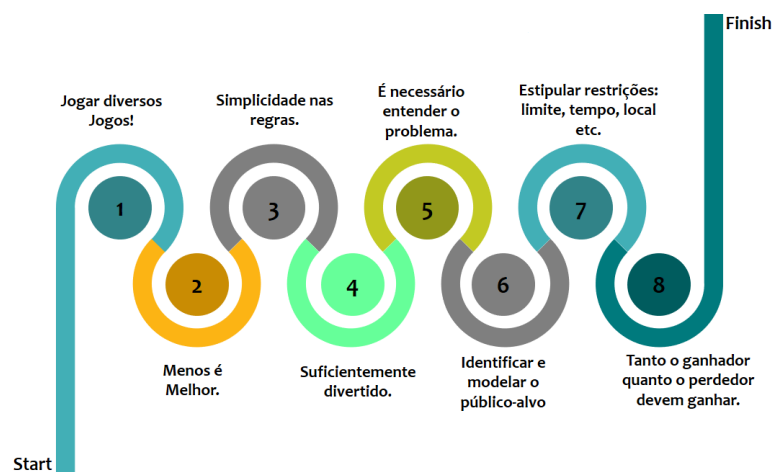 Finish
Jogar diversos
Jogos!
Simplicidade nas
regras.
É necessário
entender o
problema.
Estipular restrições:
limite, tempo, local
etc.
1
3
5
7
2
4
6
8
Menos é
Melhor.
Suficientemente
divertido.
Identificar e
modelar o
público-alvo
Tanto o ganhador
quanto o perdedor
devem ganhar.
Start